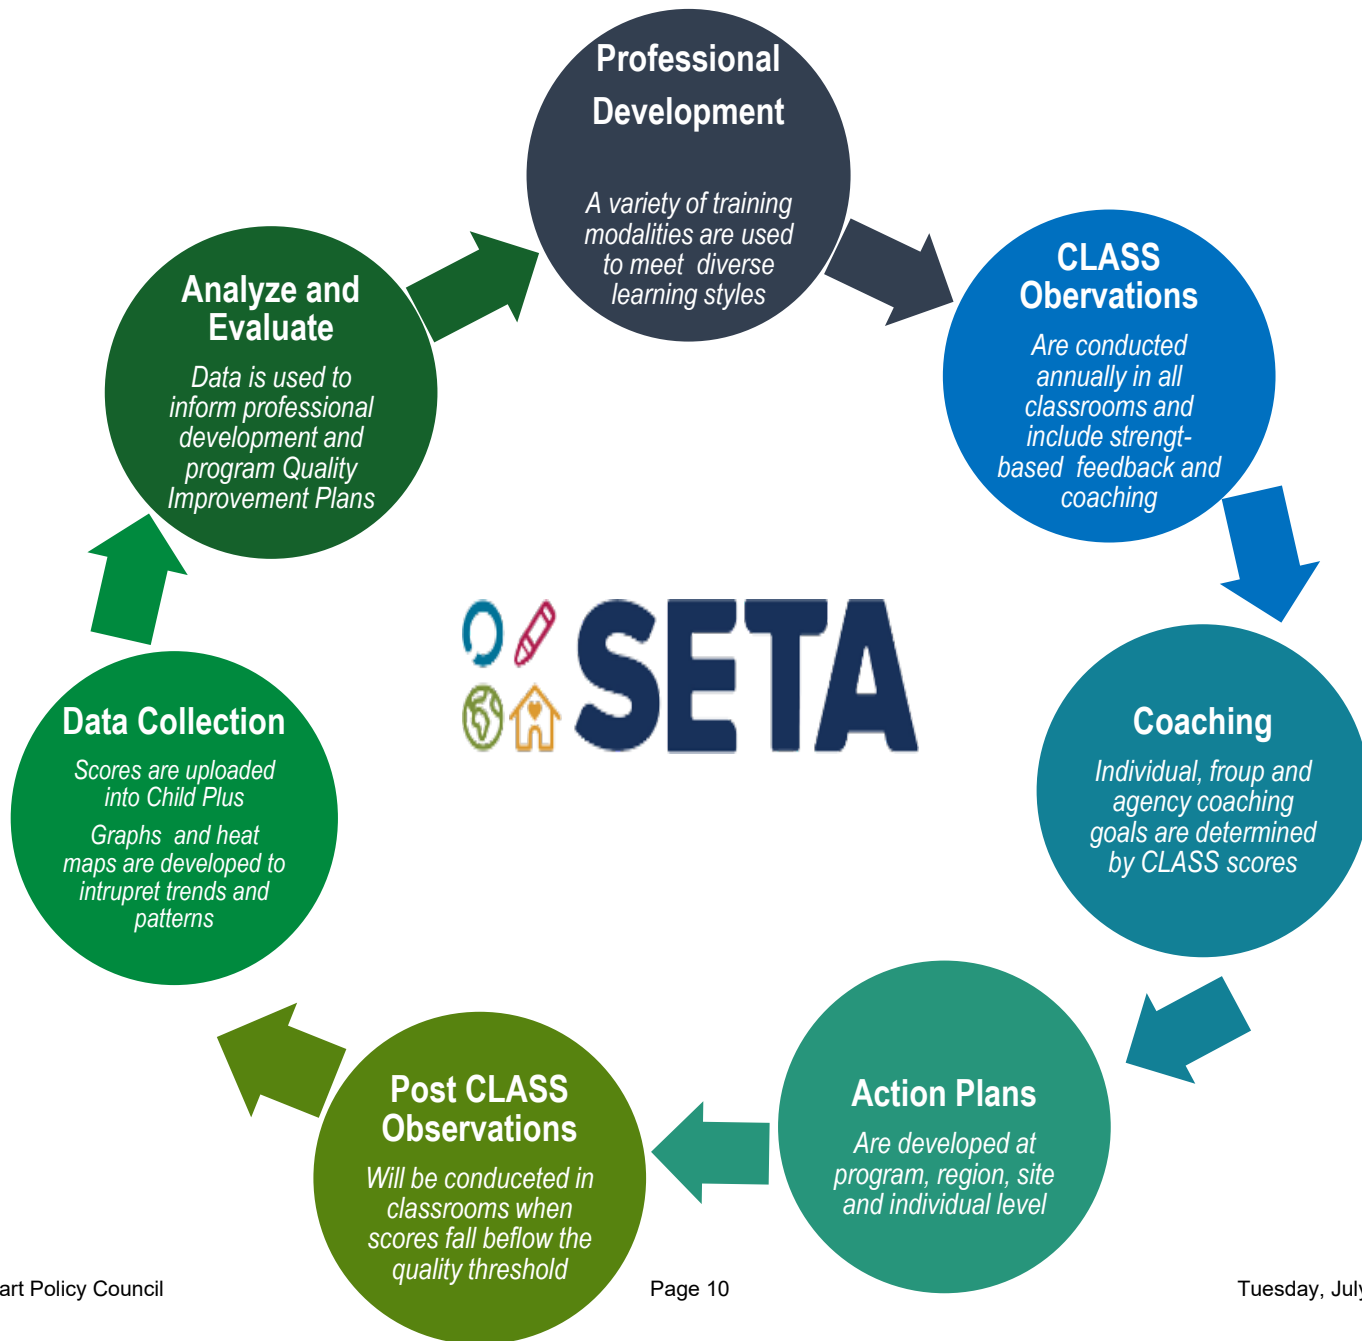 Professional
Development
A variety of training
modalities are used
to meet diverse
learning styles
CLASS
Obervations
Are conducted
annually in all
classrooms and
include strengt-
based feedback and
coaching
Coaching
Individual, froup and
agency coaching
goals are determined
by CLASS scores
Action Plans
Are developed at
program, region, site
and individual level
Post CLASS
Observations
Will be conduceted in
classrooms when
scores fall beflow the
quality threshold
Data Collection
Scores are uploaded
into Child Plus
Graphs and heat
maps are developed to
intrupret trends and
patterns
Analyze and
Evaluate
Data is used to
inform professional
development and
program Quality
Improvement Plans
SETA
art Policy Council
Page 10
Tuesday, July